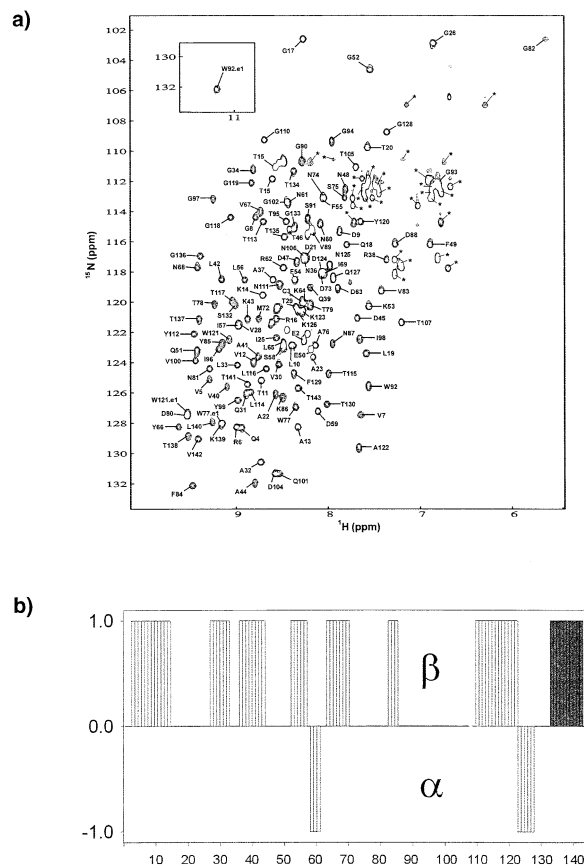 a)
102
104
106
108
110
112
114
116
118
120
122
124
126
128
130
132
130
132
W92.e1
11
G17
G26
G82
G52
G128
G110
G90
G94
T20
T105
G34
T15
T134
N74
N48
G93
G119
T15
N61
S75
F55
G97
V67
G102
S91
G118
G8
T95
G133
Y120
T113
T135
T46
N60
V89
D9
D88
F49
N106
D21
Q18
G136
R62
D47
D124
N125
R38
N68
L42
L56
A37
F54
N36
I69
Q127
K14
N111
K64
D73
D63
V83
T117
C3
Q39
T78
K43
T29
T79
K53
S132
M72
K123
T137
I57
V28
R16
K126
D45
T107
Y112
W121
I25
E2
A76
N87
I98
Y85
L65
Q51
A41
S58
E50
V100
I96
V12
L10
L19
L33
V30
A23
N81
L116
F129
T115
T141
T11
V5
V40
T143
W92
Y99
Q31
L114
A22
K86
T130
W121.e1
D80
W77.e1
W77
D59
V7
Y66
L140
T138
K139
R6
Q4
A13
V142
A122
A32
F84
A44
D104
Q101
9
8
7
6
15N (ppm)
1H (ppm)
b)
1.0
0.0
-1.0
β
α
10 20 30 40 50 60 70 80 90 100 110 120 130 140